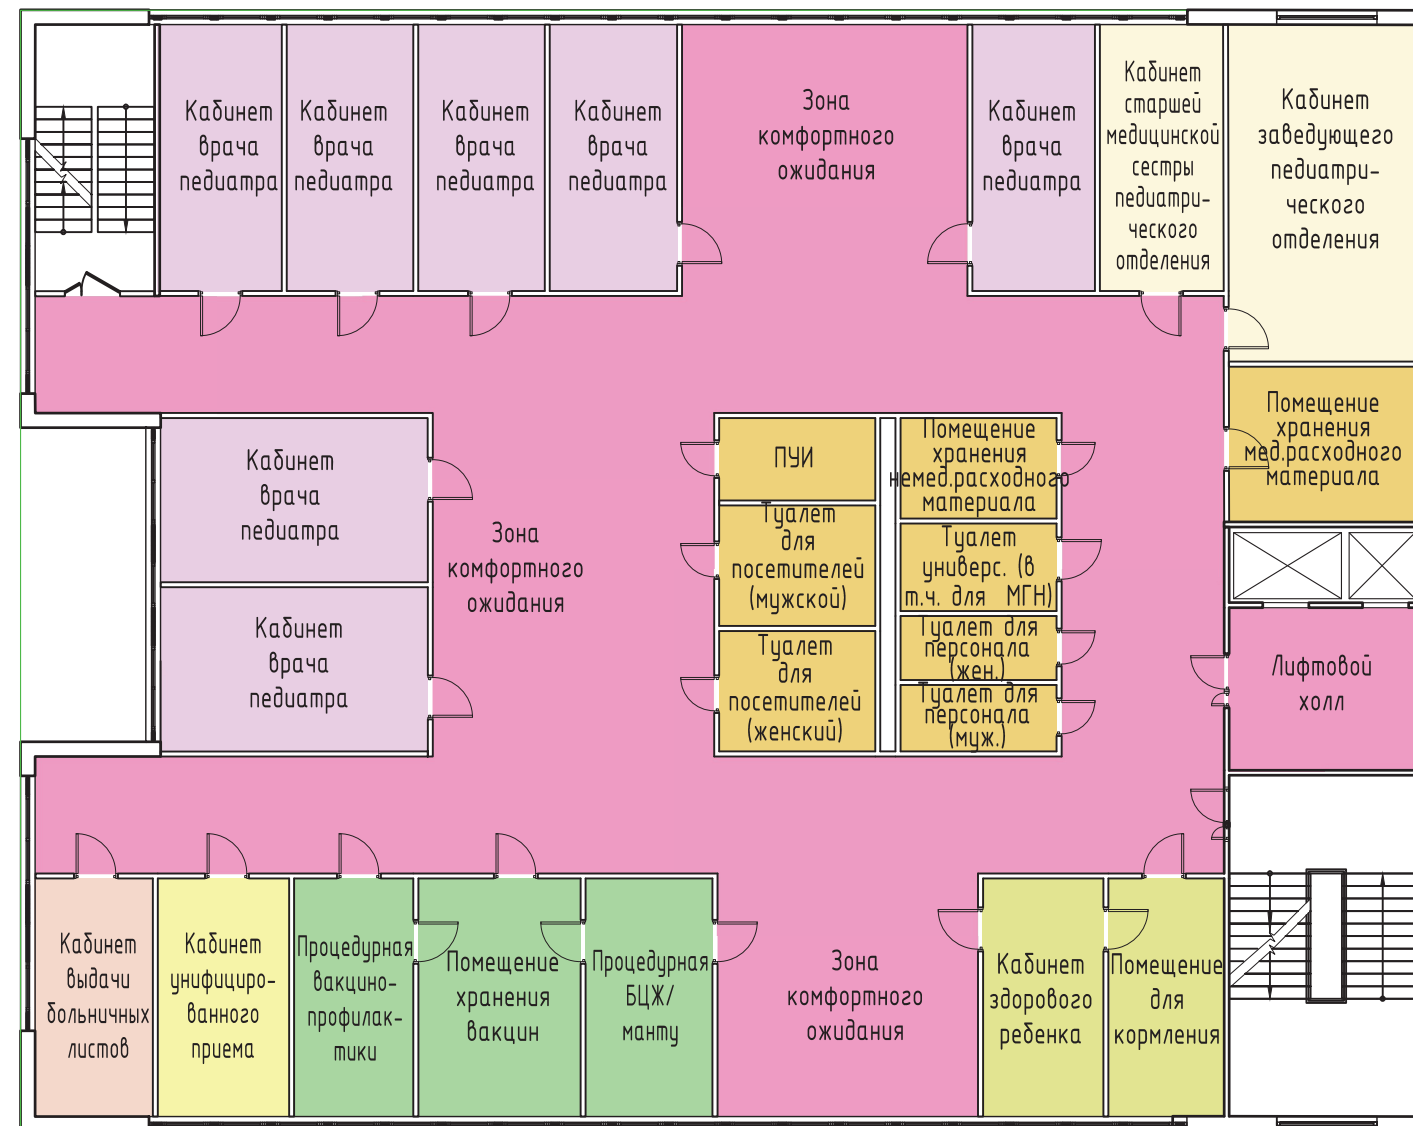 Кабинет
врача
педиатра
Кабинет
врача
педиатра
Кабинет
врача
педиатра
Кабинет
врача
педиатра
Зона
комфортного
ожидания
Кабинет
врача
педиатра
Кабинет
старшей
медицинской
сестры
педиатри-
ческого
отделения
Кабинет
заведующего
педиатри-
ческого
отделения
Кабинет
врача
педиатра
Зона
комфортного
ожидания
ПУИ
Помещение
хранения
немед.расходного
материала
Помещение
хранения
мед.расходного
материала
Туалет
для
посетителей
(мужской)
Туалет
универс. (в
т.ч. для МГН)
Кабинет
врача
педиатра
Туалет
для
посетителей
(женский)
Туалет для
персонала
(жен.)
Туалет для
персонала
(муж.)
Лифтовой
холл
Кабинет
выдачи
больничных
листов
Кабинет
унифициро-
ванного
приема
Процедурная
вакцино-
профилак-
тики
Помещение
хранения
вакцин
Процедурная
БЦЖ/
манту
Зона
комфортного
ожидания
Кабинет
здорового
ребенка
Помещение
для
кормления